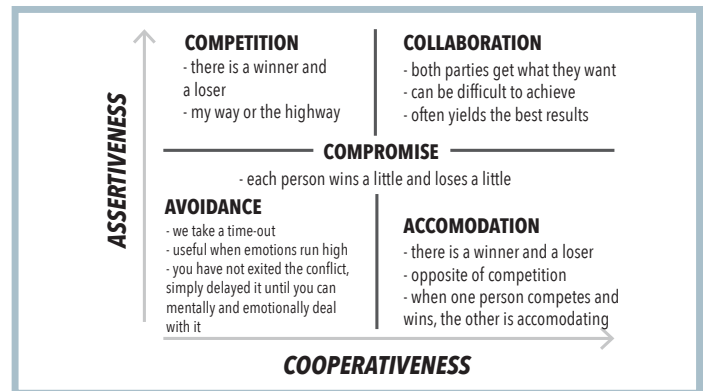 ASSERTIVENESS
COMPETITION
- there is a winner and
a loser
- my way or the highway
COLLABORATION
- both parties get what they want
- can be difficult to achieve
- often yields the best results
COMPROMISE
- each person wins a little and loses a little
AVOIDANCE
- we take a time-out
- useful when emotions run high
- you have not exited the conflict,
simply delayed it until you can
mentally and emotionally deal
with it
ACCOMODATION
- there is a winner and a loser
- opposite of competition
- when one person competes and
wins, the other is accomodating
COOPERATIVENESS